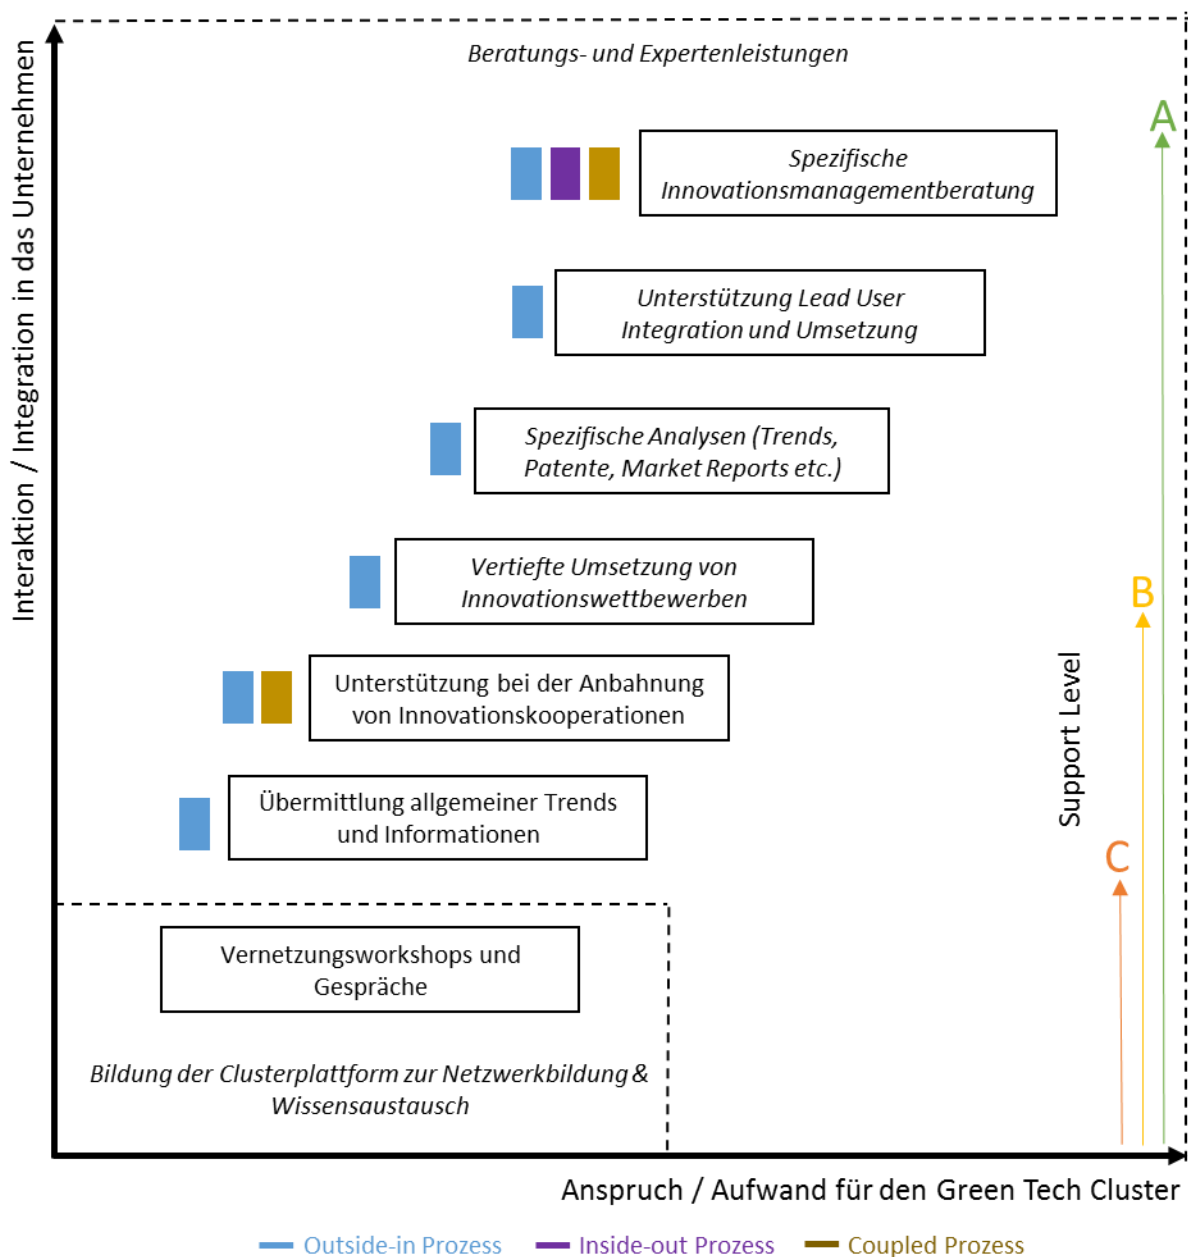 Interaktion / Integration in das Unternehmen
Beratungs- und Expertenleistungen
A
Spezifische
Innovationsmanagementberatung
Unterstützung Lead User
Integration und Umsetzung
Spezifische Analysen (Trends,
Patente, Market Reports etc.)
Vertiefte Umsetzung von
Innovationswettbewerben
B
Unterstützung bei der Anbahnung
von Innovationskooperationen
Support Level
Übermittlung allgemeiner Trends
und Informationen
C
Vernetzungsworkshops und
Gespräche
Bildung der Clusterplattform zur Netzwerkbildung &
Wissensaustausch
Anspruch / Aufwand für den Green Tech Cluster
Outside-in Prozess
Inside-out Prozess
Coupled Prozess